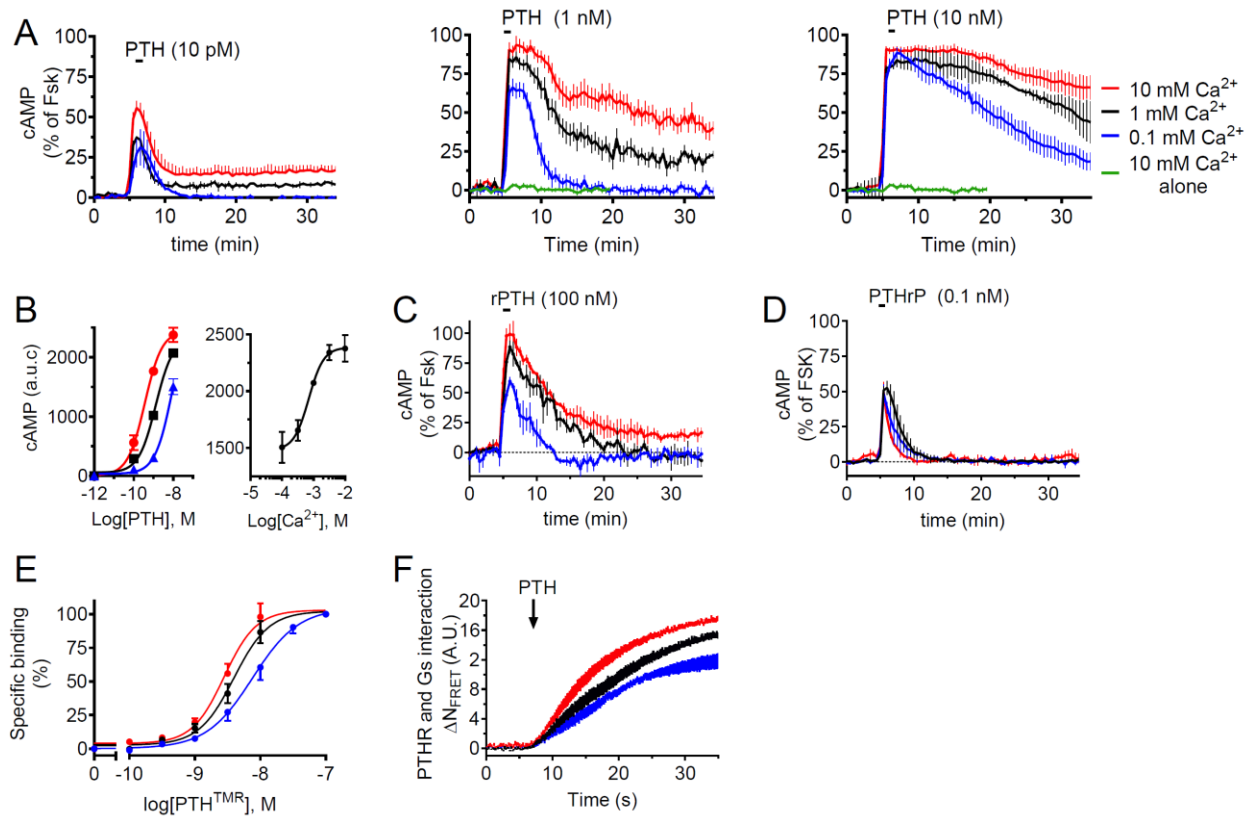 A
PTH (10 pM)
100
75
50
25
0
cAMP
(% of Fsk)
0 10 20 30
time (min)
PTH (1 nM)
100
75
50
25
0
0 10 20 30
Time (min)
PTH (10 nM)
100
75
50
25
0
0 10 20 30
Time (min)
10 mM Ca²⁺
1 mM Ca²⁺
0.1 mM Ca²⁺
10 mM Ca²⁺
alone
B
2000
1000
0
cAMP (a.u.c)
-12 -10 -8
Log[PTH], M
2500
2000
1500
-5 -4 -3 -2
Log[Ca²⁺], M
C
rPTH (100 nM)
100
75
50
25
0
cAMP
(% of Fsk)
0 10 20 30
time (min)
D
PTHrP (0.1 nM)
100
75
50
25
0
cAMP
(% of FSK)
0 10 20 30
time (min)
E
100
75
50
25
0
Specific binding
(%)
0 -10 -9 -8 -7
log[PTHᵀᴹᴿ], M
F
PTH
20
16
12
8
4
0
PTHR and Gs interaction
ΔN_FRET (A.U.)
0 10 20 30
Time (s)